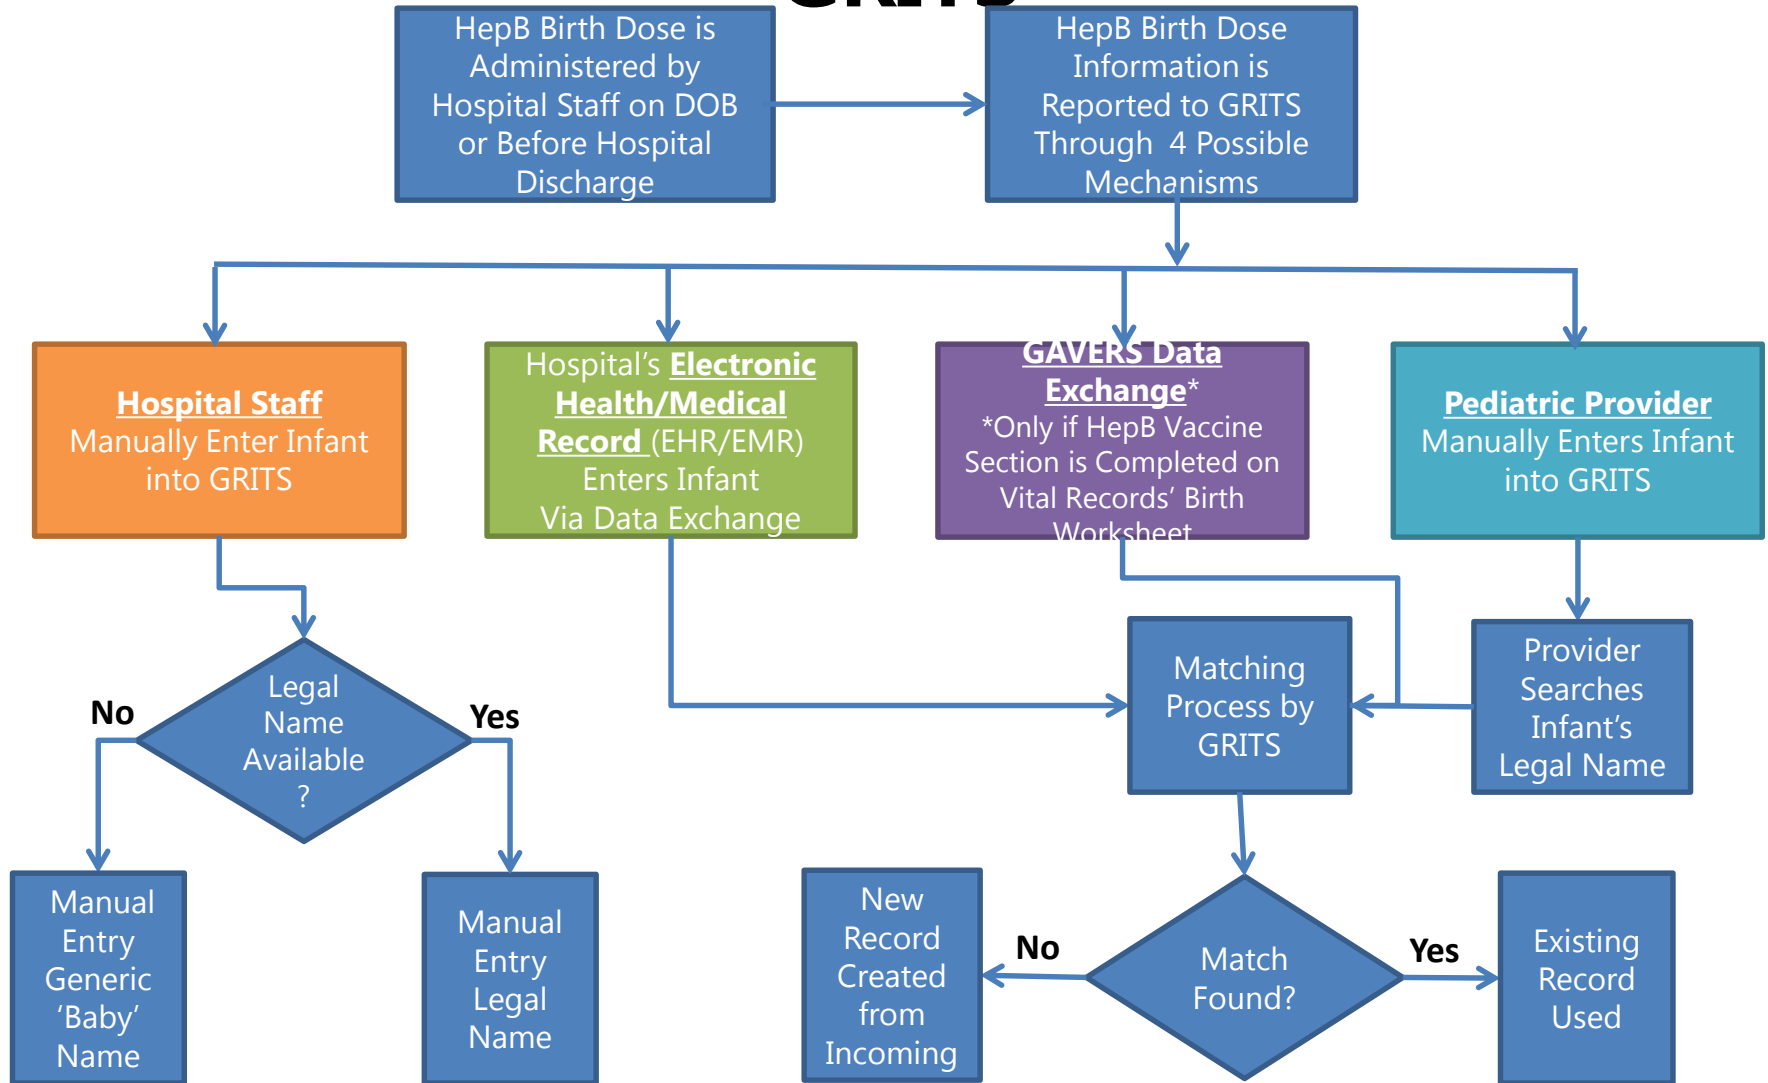 GRITS
HepB Birth Dose is
Administered by
Hospital Staff on DOB
or Before Hospital
Discharge
HepB Birth Dose
Information is
Reported to GRITS
Through 4 Possible
Mechanisms
Hospital Staff
Manually Enter Infant
into GRITS
Hospital’s Electronic
Health/Medical
Record (EHR/EMR)
Enters Infant
Via Data Exchange
GAVERS Data
Exchange*
*Only if HepB Vaccine
Section is Completed on
Vital Records’ Birth
Worksheet
Pediatric Provider
Manually Enters Infant
into GRITS
Legal
Name
Available
?
No
Yes
Matching
Process by
GRITS
Provider
Searches
Infant’s
Legal Name
Manual
Entry
Generic
‘Baby’
Name
Manual
Entry
Legal
Name
New
Record
Created
from
Incoming
No
Match
Found?
Yes
Existing
Record
Used